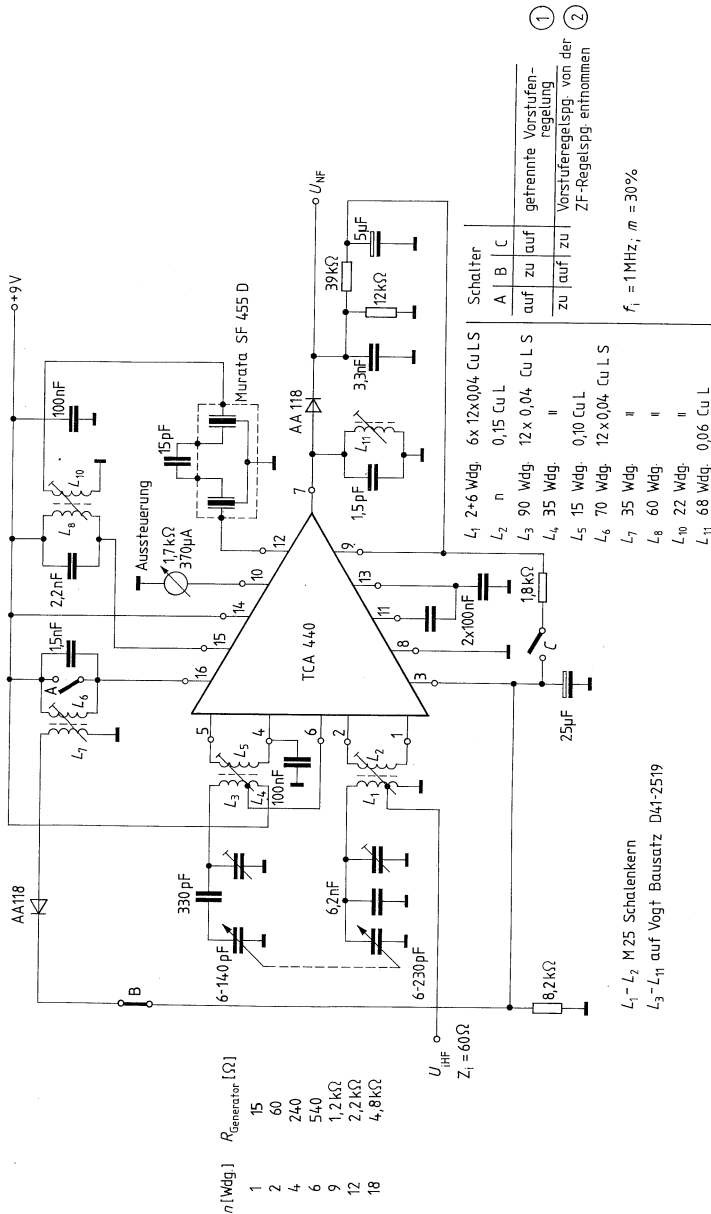 +9V
AA118
B
A
L₇
L₆
1,5nF
2,2nF
L₈
L₁₀
100nF
Aussteuerung
1,7kΩ
370µA
15pF
Murata SF 455 D
16
15
14
10
12
TCA 440
7
5
4
6
2
1
3
8
11
13
9
L₃
L₅
L₄
100nF
L₁
L₂
330pF
6-140pF
6,2nF
6-230pF
U_iHF
Z_i = 60Ω
8,2kΩ
25µF
C
1,8kΩ
2x100nF
1,5pF
L₁₁
AA 118
U_NF
3,3nF
12kΩ
39kΩ
5µF
n [Wdg.] R_Generator [Ω]
1 15
2 60
4 240
6 540
9 1,2kΩ
12 2,2kΩ
18 4,8kΩ
L₁-L₂ M 25 Schalenkern
L₃-L₁₁ auf Vogt Bausatz D41-2519
L₁ 2+6 Wdg. 6x 12x0,04 Cu L S
L₂ n 0,15 Cu L
L₃ 90 Wdg. 12x 0,04 Cu L S
L₄ 35 Wdg. "
L₅ 15 Wdg. 0,10 Cu L
L₆ 70 Wdg. 12x0,04 Cu L S
L₇ 35 Wdg. "
L₈ 60 Wdg. "
L₁₀ 22 Wdg. "
L₁₁ 68 Wdg. 0,06 Cu L
Schalter
A B C
auf zu auf getrennte Vorstufen-
regelung 1
zu auf zu Vorstuferegelspg. von der
ZF-Regelspg. entnommen 2
f_i = 1MHz; m = 30%